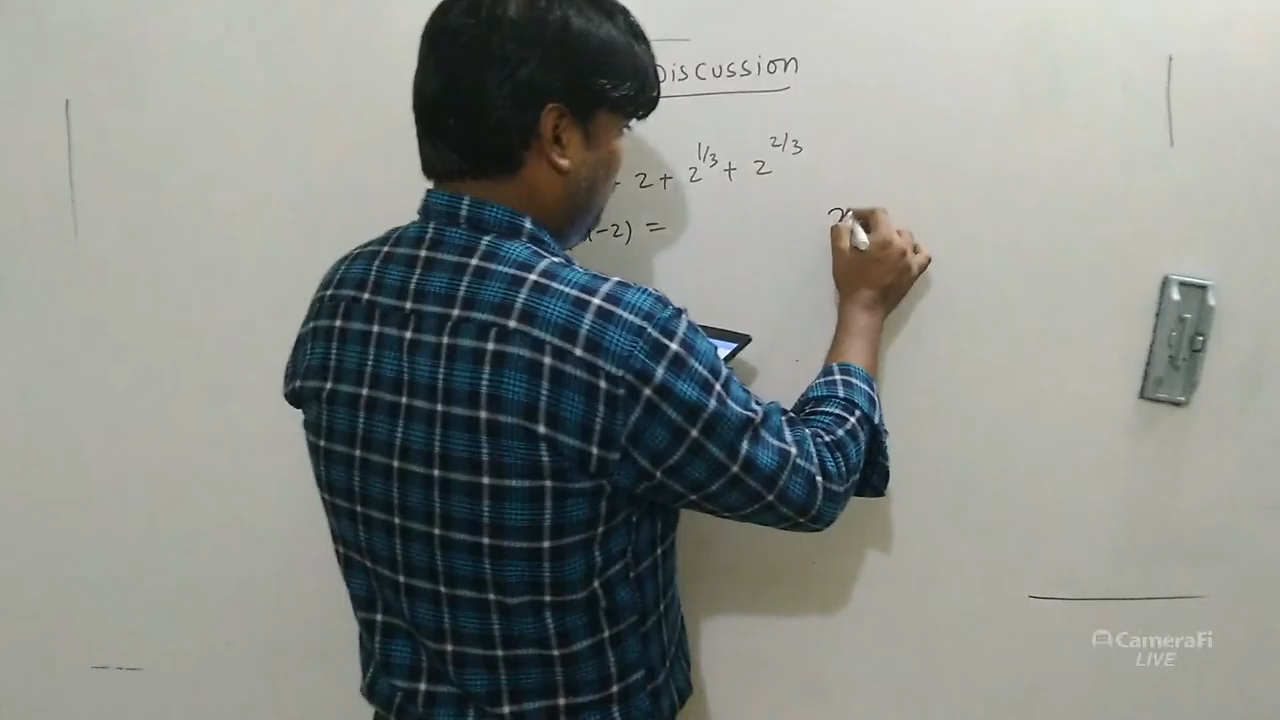 Discussion
2 + 2^{1/3} + 2^{2/3}
-2) =
CameraFi
LIVE